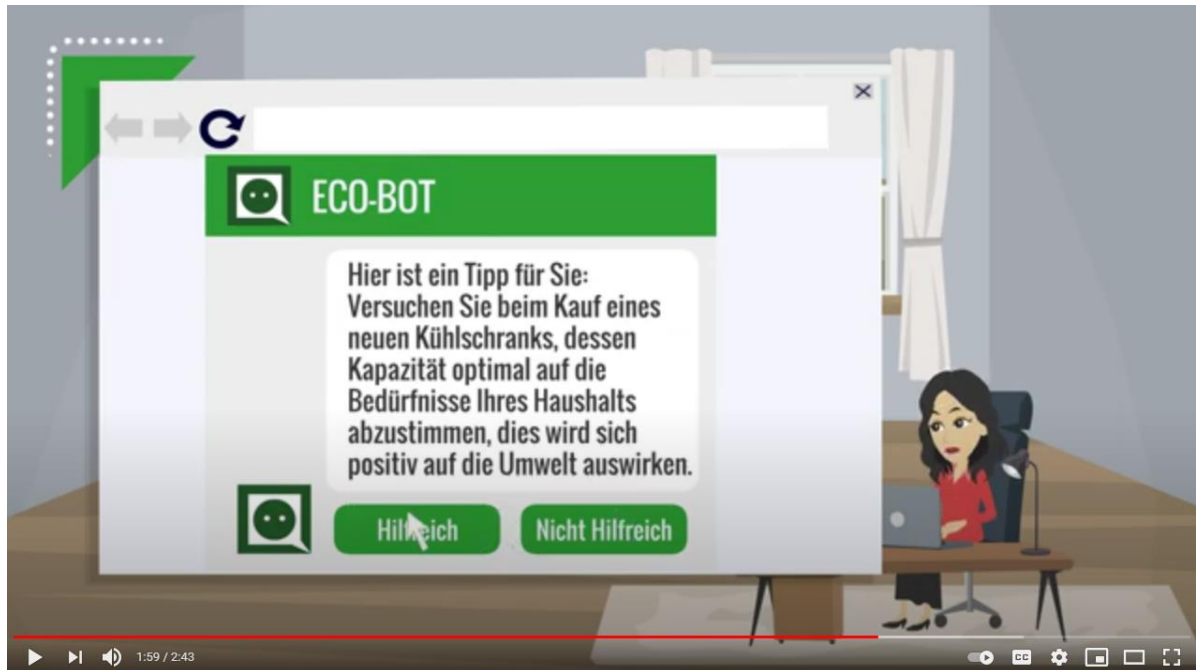 ECO-BOT
Hier ist ein Tipp für Sie:
Versuchen Sie beim Kauf eines
neuen Kühlschranks, dessen
Kapazität optimal auf die
Bedürfnisse Ihres Haushalts
abzustimmen, dies wird sich
positiv auf die Umwelt auswirken.
Hilfreich Nicht Hilfreich
1:59 / 2:43 CC